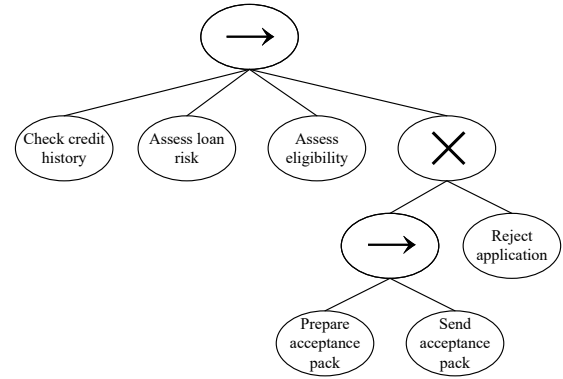 Check credit
history
Assess loan
risk
Assess
eligibility
Reject
application
Prepare
acceptance
pack
Send
acceptance
pack